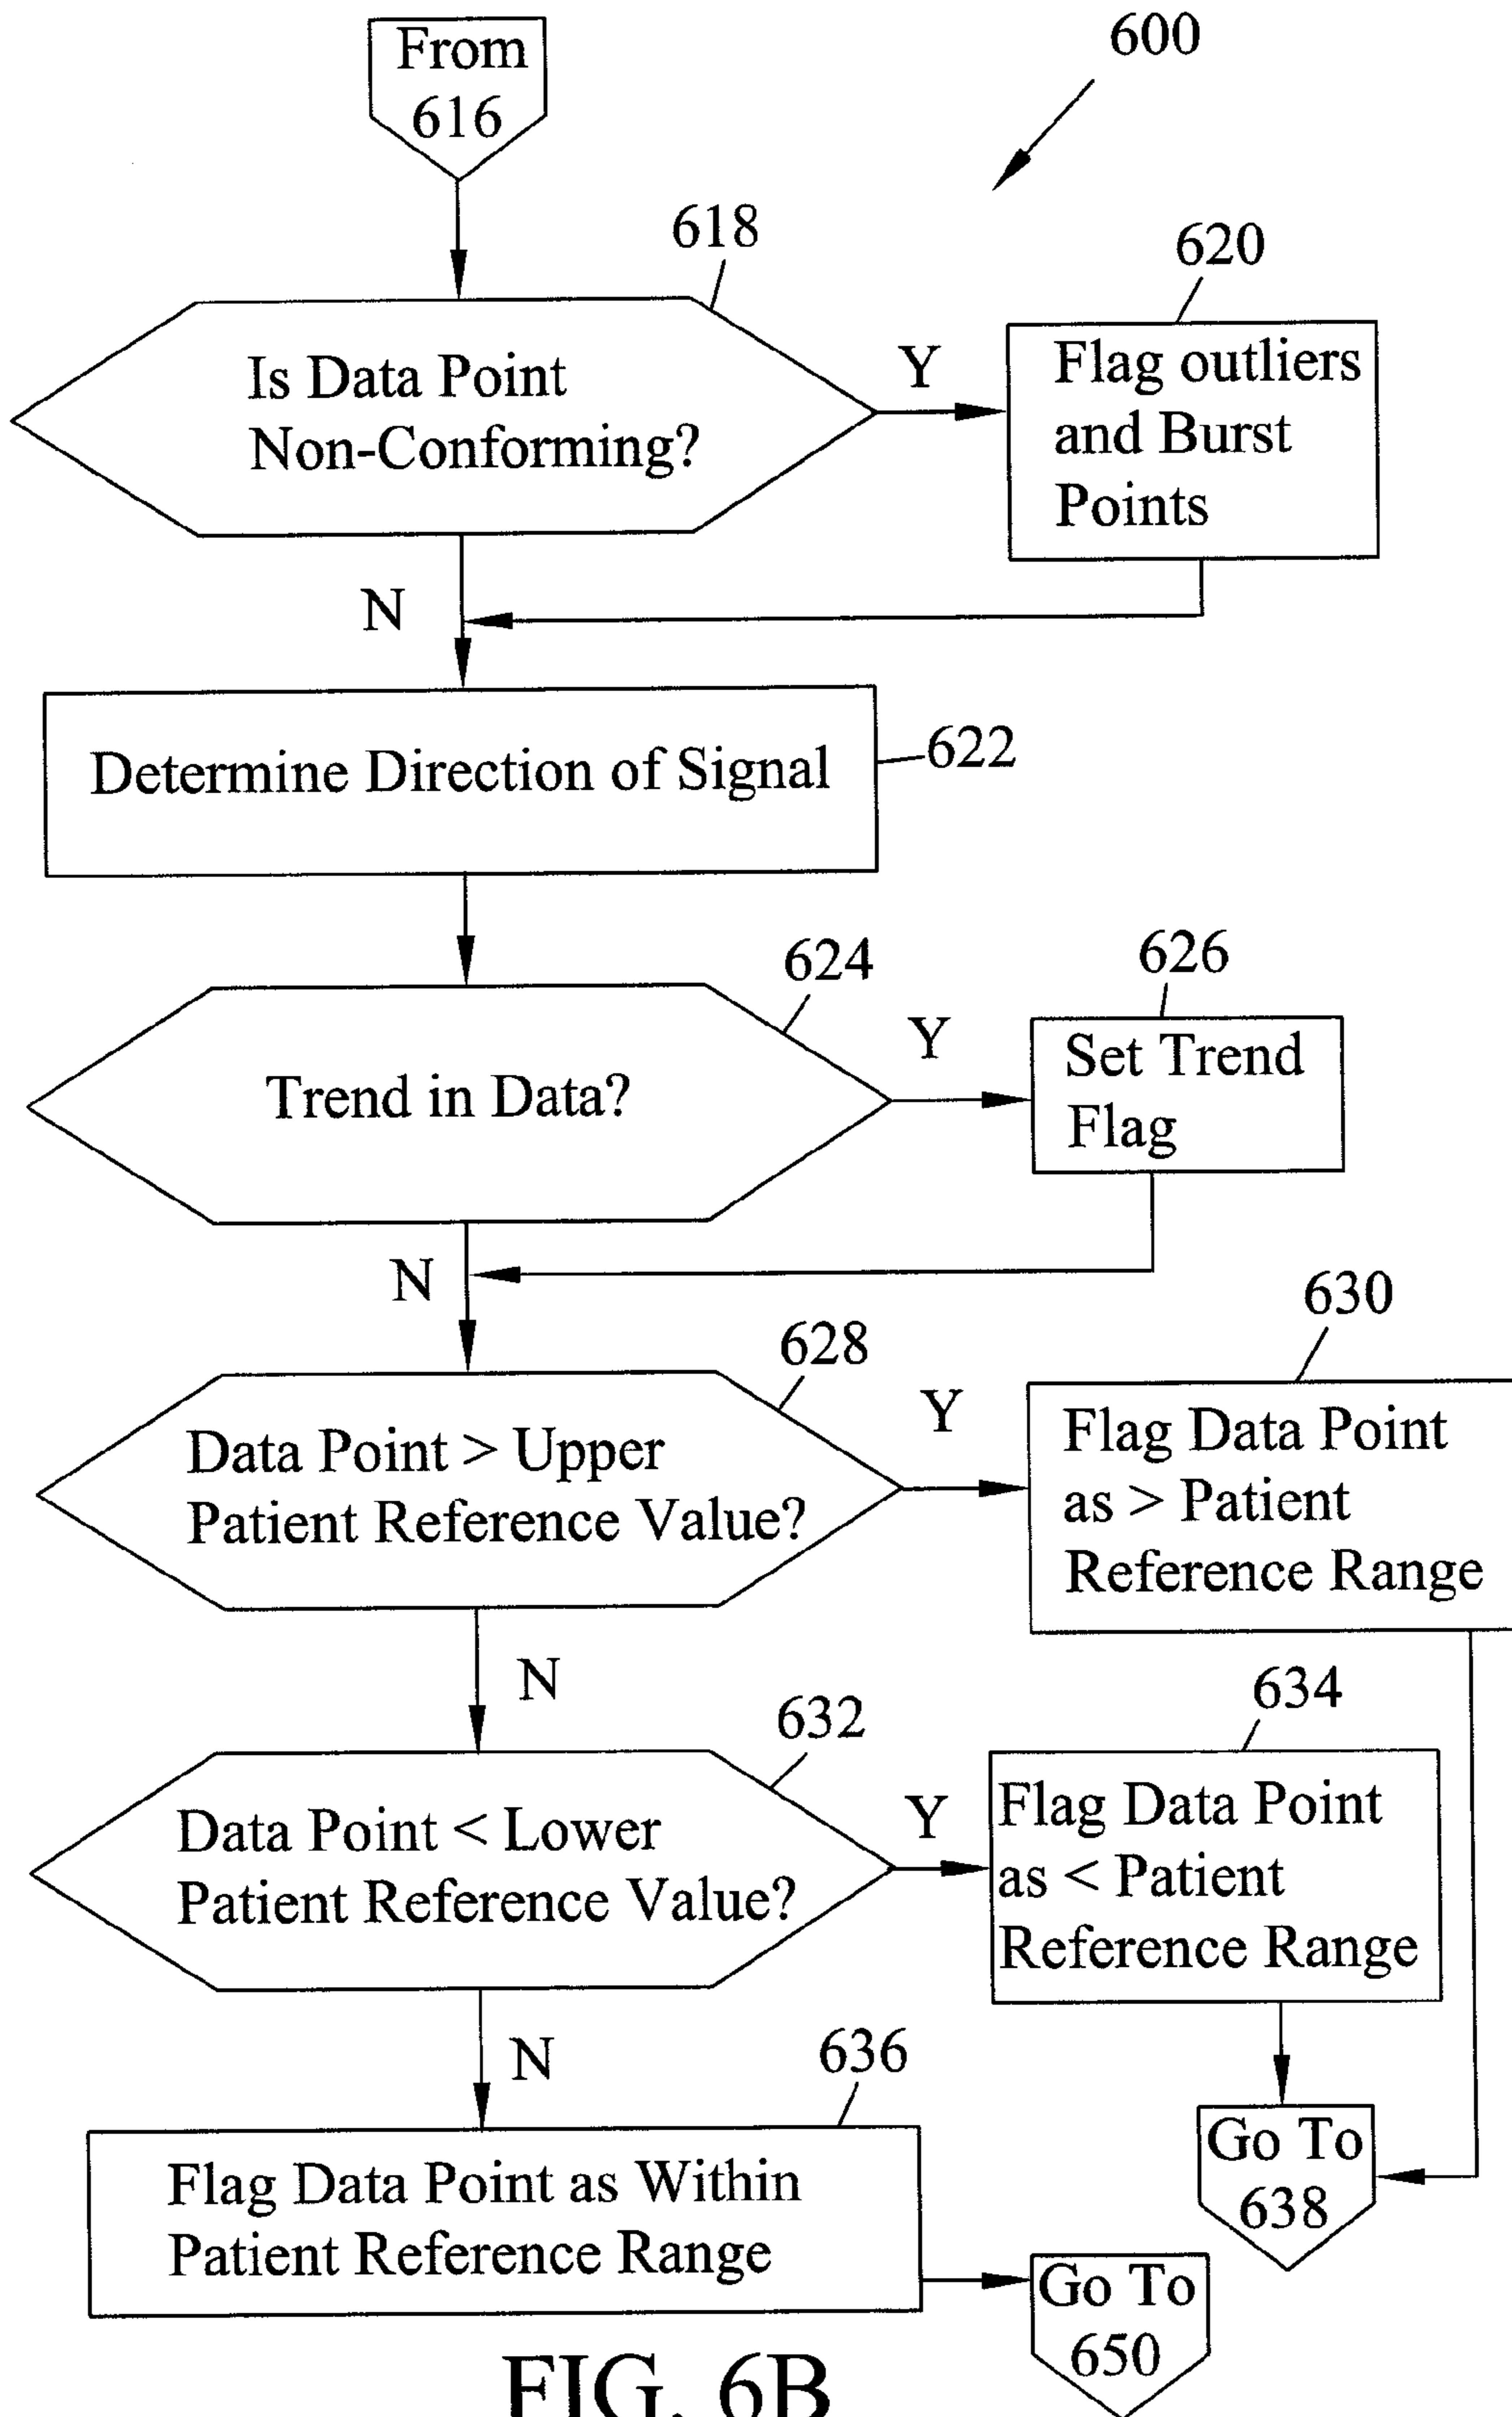 From
616
600
618
620
Is Data Point
Non-Conforming?
Y
Flag outliers
and Burst
Points
N
Determine Direction of Signal
622
624
626
Trend in Data?
Y
Set Trend
Flag
N
628
630
Data Point > Upper
Patient Reference Value?
Y
Flag Data Point
as > Patient
Reference Range
N
632
634
Data Point < Lower
Patient Reference Value?
Y
Flag Data Point
as < Patient
Reference Range
N
636
Flag Data Point as Within
Patient Reference Range
Go To
638
Go To
650
FIG. 6B